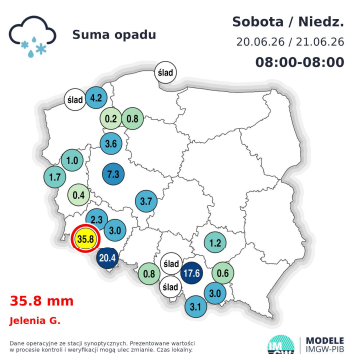 Suma opadu
Sobota / Niedz.
20.06.26 / 21.06.26
08:00-08:00
ślad
ślad
4.2
0.2
0.8
3.6
1.0
1.7
7.3
0.4
3.7
2.3
3.0
35.8
1.2
20.4
ślad
0.8
17.6
0.6
ślad
3.0
3.1
35.8 mm
Jelenia G.
Dane operacyjne ze stacji synoptycznych. Prezentowane wartości
w procesie kontroli i weryfikacji mogą ulec zmianie. Czas lokalny.
IM
GW
MODELE
IMGW-PIB